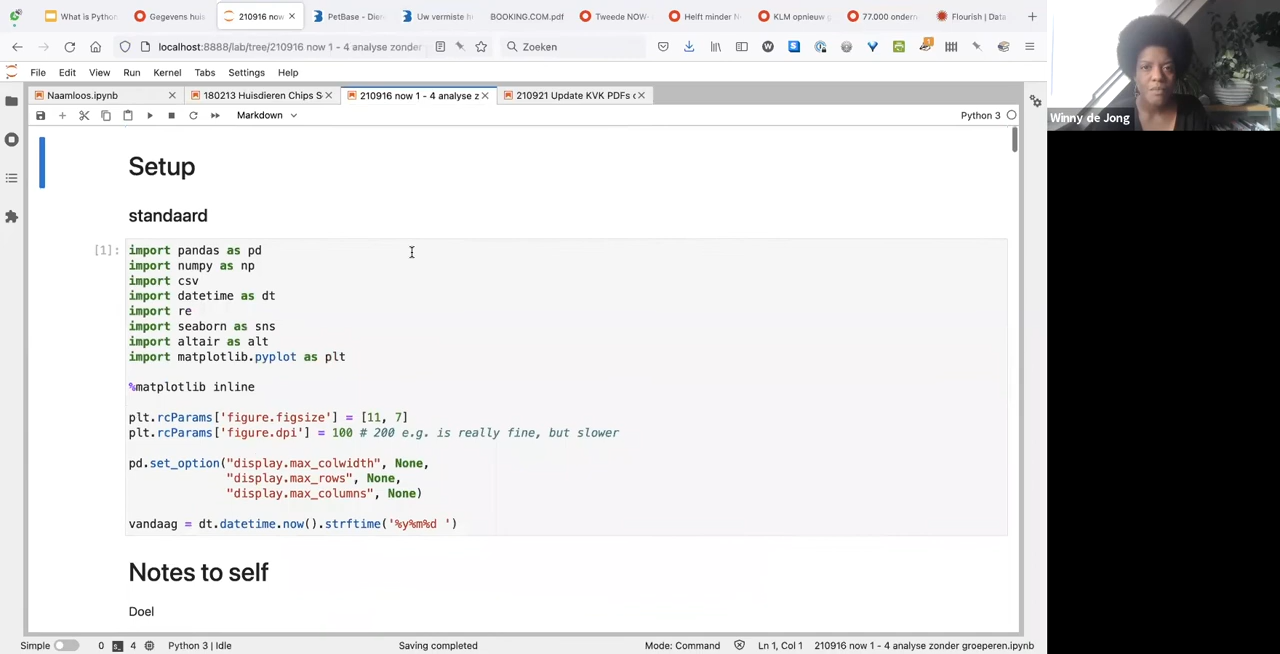 What is Pytho
Gegevens huis
210916 now
PetBase - Dier
Uw vermiste h
BOOKING.COM.pdf
Tweede NOW-
Helft minder N
KLM opnieuw g
77.000 ondern
Flourish | Data
localhost:8888/lab/tree/210916 now 1 - 4 analyse zonder
Zoeken
File Edit View Run Kernel Tabs Settings Help
Winny de Jong
Naamloos.ipynb
180213 Huisdieren Chips S
210916 now 1 - 4 analyse z
210921 Update KVK PDFs c
Markdown
Python 3
Setup
standaard
[1]:
import pandas as pd
import numpy as np
import csv
import datetime as dt
import re
import seaborn as sns
import altair as alt
import matplotlib.pyplot as plt
%matplotlib inline
plt.rcParams['figure.figsize'] = [11, 7]
plt.rcParams['figure.dpi'] = 100 # 200 e.g. is really fine, but slower
pd.set_option("display.max_colwidth", None,
"display.max_rows", None,
"display.max_columns", None)
vandaag = dt.datetime.now().strftime('%y%m%d ')
Notes to self
Doel
Simple 0 4 Python 3 | Idle Saving completed Mode: Command Ln 1, Col 1 210916 now 1 - 4 analyse zonder groeperen.ipynb